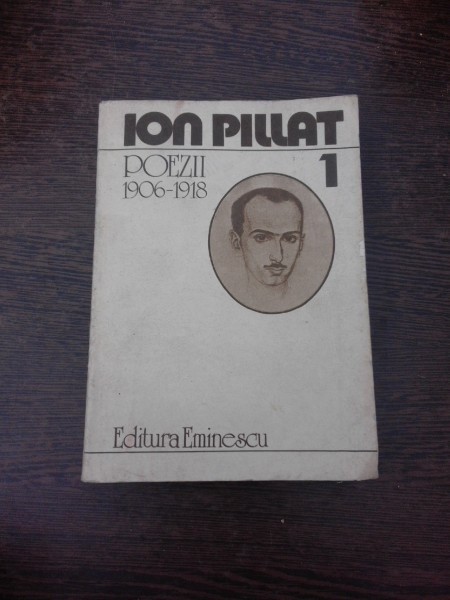 ION PILLAT
POEZII 1
1906-1918
Editura Eminescu